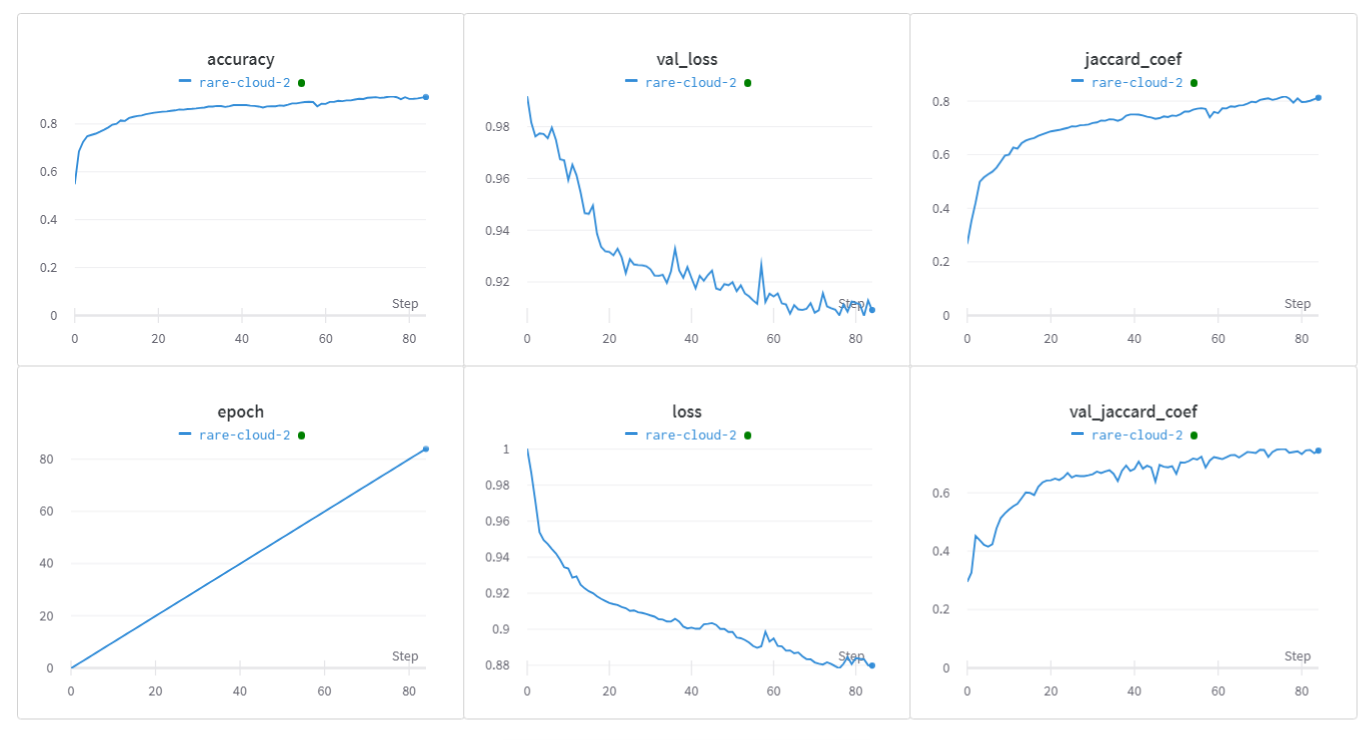 accuracy
rare-cloud-2
0.8
0.6
0.4
0.2
0
Step
0 20 40 60 80
val_loss
rare-cloud-2
0.98
0.96
0.94
0.92
Step
0 20 40 60 80
jaccard_coef
rare-cloud-2
0.8
0.6
0.4
0.2
0
Step
0 20 40 60 80
epoch
rare-cloud-2
80
60
40
20
0
Step
0 20 40 60 80
loss
rare-cloud-2
1
0.98
0.96
0.94
0.92
0.9
0.88
Step
0 20 40 60 80
val_jaccard_coef
rare-cloud-2
0.6
0.4
0.2
0
Step
0 20 40 60 80